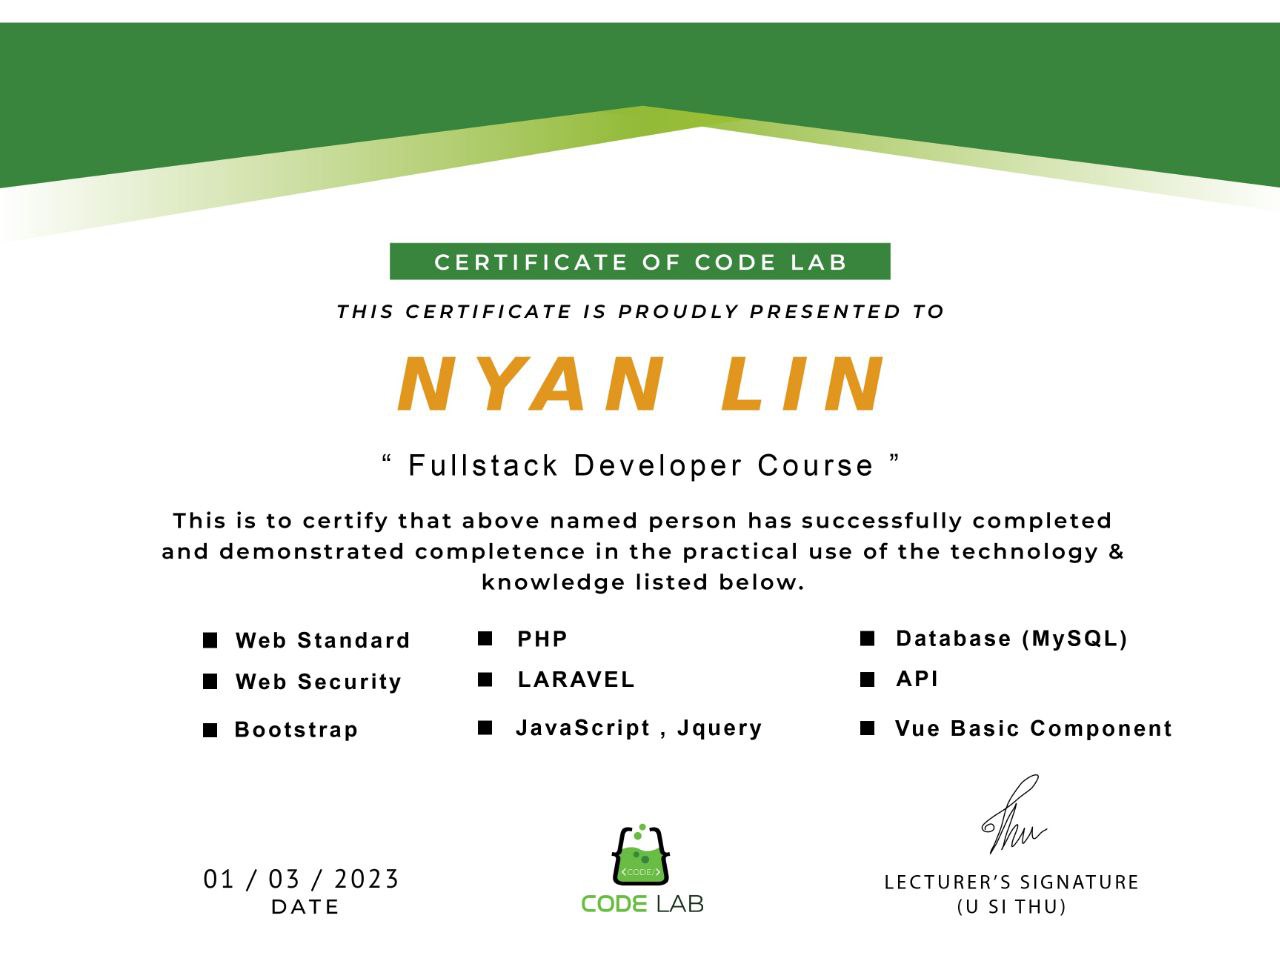 CERTIFICATE OF CODE LAB
THIS CERTIFICATE IS PROUDLY PRESENTED TO
NYAN LIN
“ Fullstack Developer Course ”
This is to certify that above named person has successfully completed
and demonstrated completence in the practical use of the technology &
knowledge listed below.
■ Web Standard ■ PHP ■ Database (MySQL)
■ Web Security ■ LARAVEL ■ API
■ Bootstrap ■ JavaScript , Jquery ■ Vue Basic Component
Thu
<CODE/>
01 / 03 / 2023
DATE
CODE LAB
LECTURER’S SIGNATURE
(U SI THU)